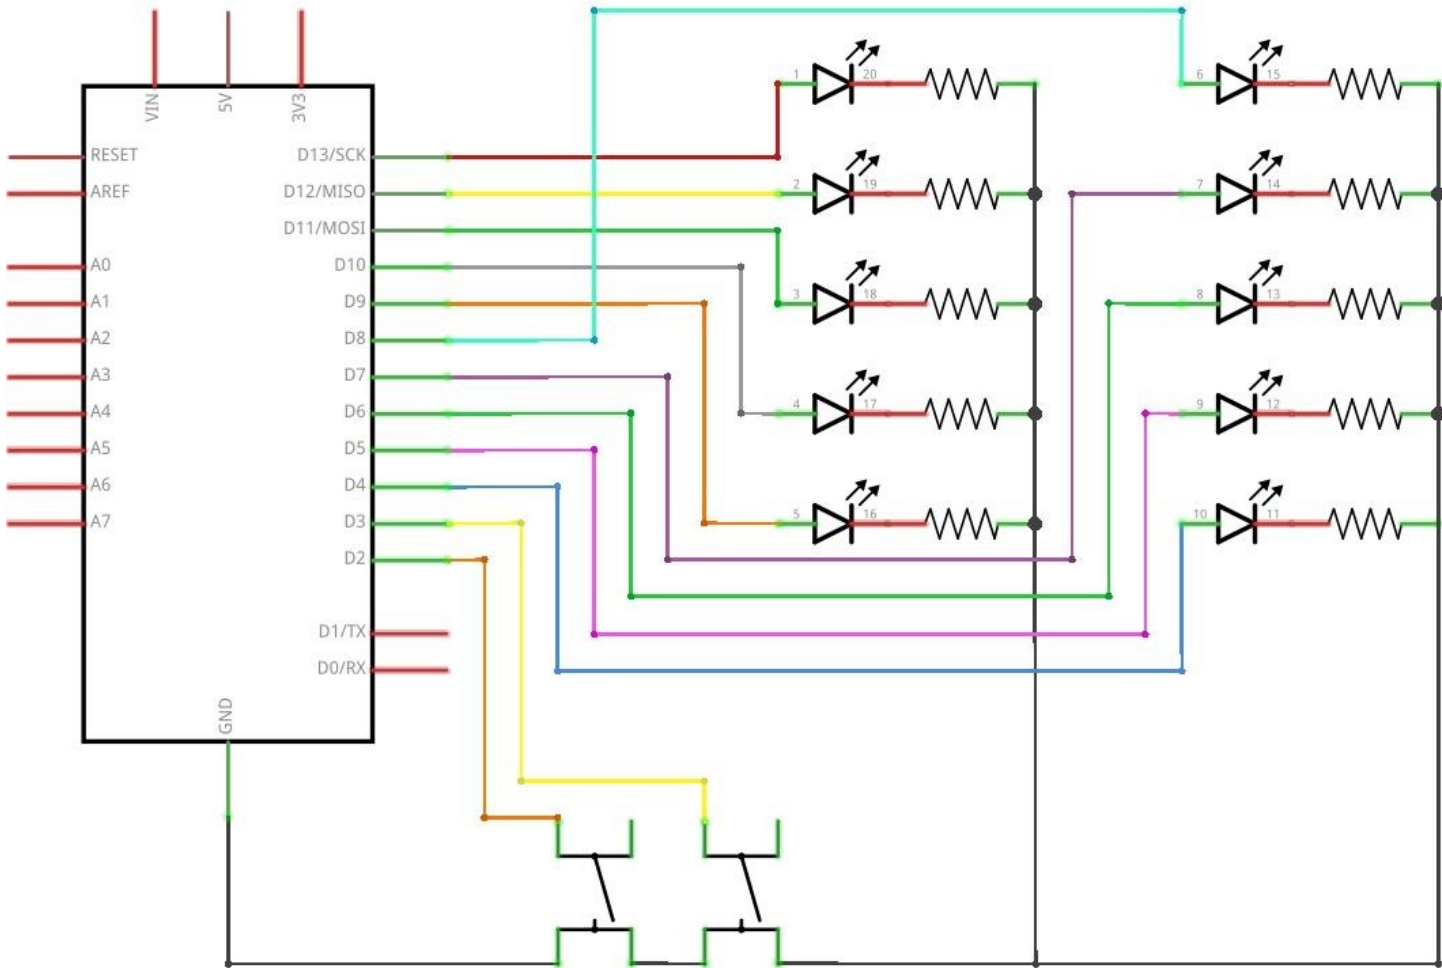 VIN
5V
3V3
RESET
AREF
A0
A1
A2
A3
A4
A5
A6
A7
D13/SCK
D12/MISO
D11/MOSI
D10
D9
D8
D7
D6
D5
D4
D3
D2
D1/TX
D0/RX
GND
1 20
2 19
3 18
4 17
5 16
6 15
7 14
8 13
9 12
10 11